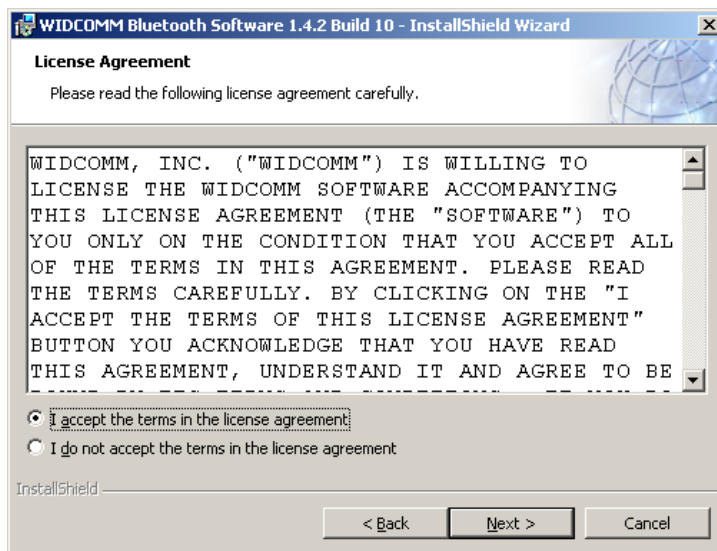 WIDCOMM Bluetooth Software 1.4.2 Build 10 - InstallShield Wizard
License Agreement
Please read the following license agreement carefully.
WIDCOMM, INC. ("WIDCOMM") IS WILLING TO
LICENSE THE WIDCOMM SOFTWARE ACCOMPANYING
THIS LICENSE AGREEMENT (THE "SOFTWARE") TO
YOU ONLY ON THE CONDITION THAT YOU ACCEPT ALL
OF THE TERMS IN THIS AGREEMENT. PLEASE READ
THE TERMS CAREFULLY. BY CLICKING ON THE "I
ACCEPT THE TERMS OF THIS LICENSE AGREEMENT"
BUTTON YOU ACKNOWLEDGE THAT YOU HAVE READ
THIS AGREEMENT, UNDERSTAND IT AND AGREE TO BE
I accept the terms in the license agreement
I do not accept the terms in the license agreement
InstallShield
< Back Next > Cancel